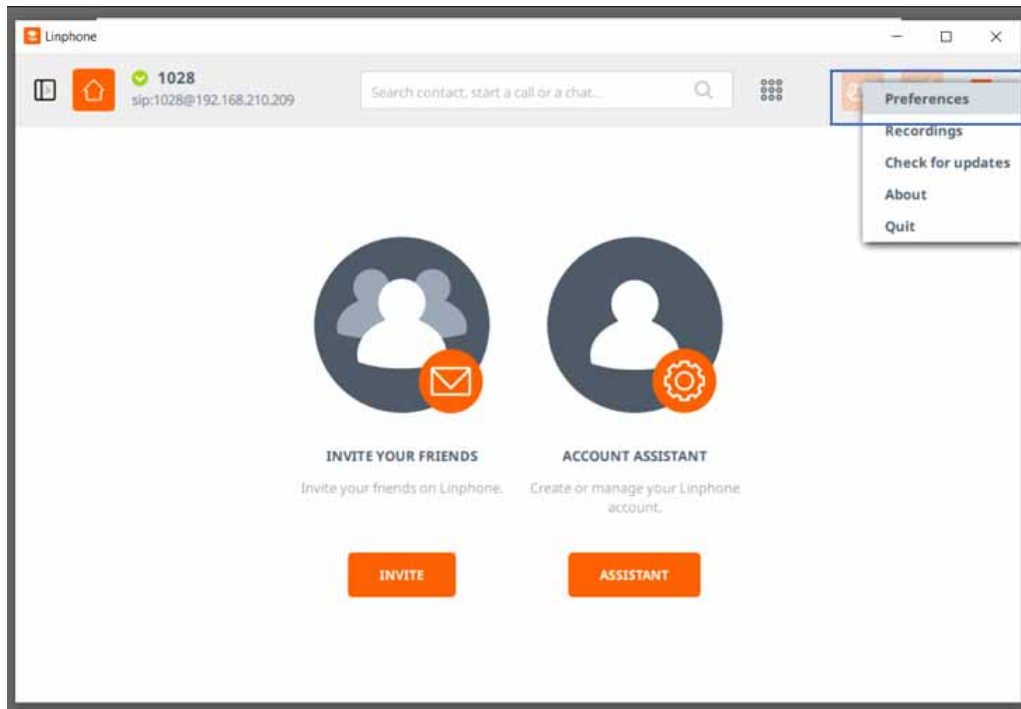 Linphone
1028
sip:1028@192.168.210.209
Search contact, start a call or a chat...
Preferences
Recordings
Check for updates
About
Quit
INVITE YOUR FRIENDS
Invite your friends on Linphone.
INVITE
ACCOUNT ASSISTANT
Create or manage your Linphone
account.
ASSISTANT